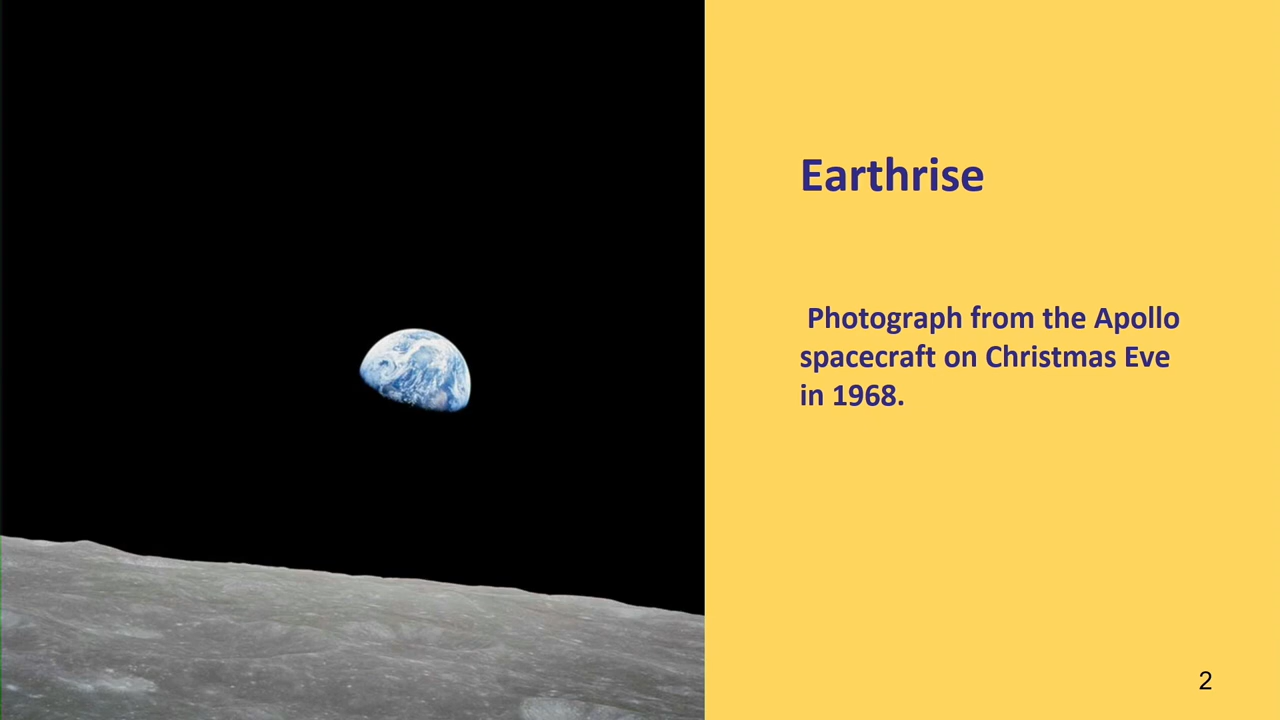 Earthrise
Photograph from the Apollo
spacecraft on Christmas Eve
in 1968.
2